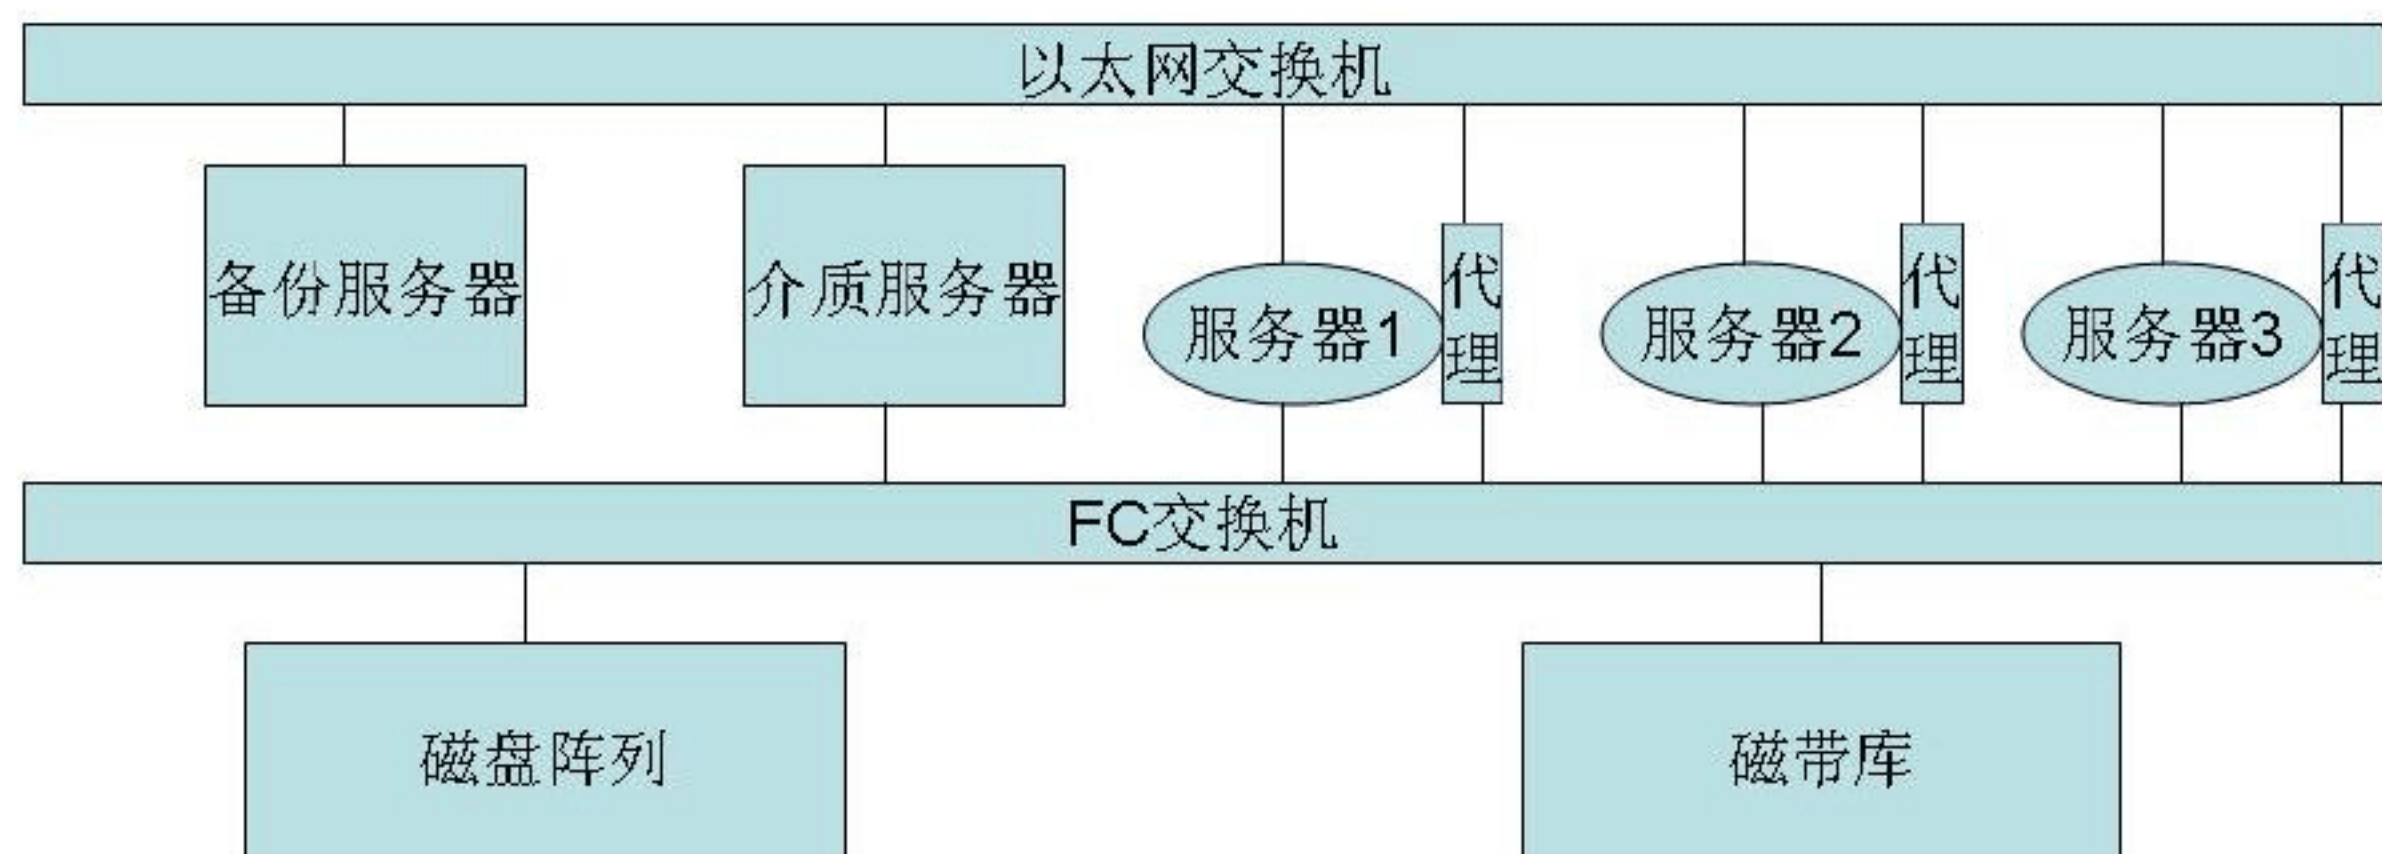 以太网交换机
备份服务器
介质服务器
服务器1
代理
服务器2
代理
服务器3
代理
FC交换机
磁盘阵列
磁带库